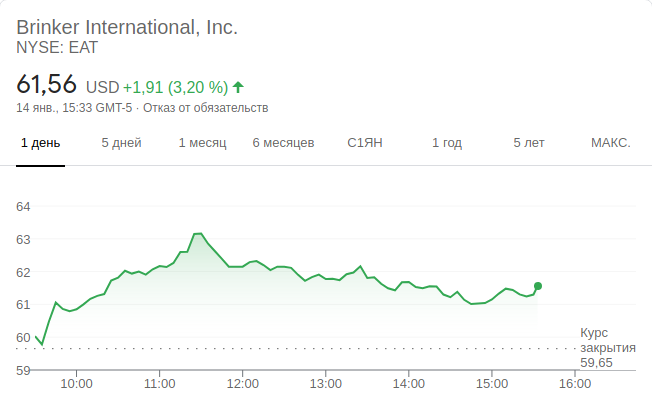 Brinker International, Inc.
NYSE: EAT
61,56 USD +1,91 (3,20 %)
14 янв., 15:33 GMT-5 · Отказ от обязательств
1 день 5 дней 1 месяц 6 месяцев С1ЯН 1 год 5 лет МАКС.
64
63
62
61
60
59
Курс
закрытия
59,65
10:00 11:00 12:00 13:00 14:00 15:00 16:00